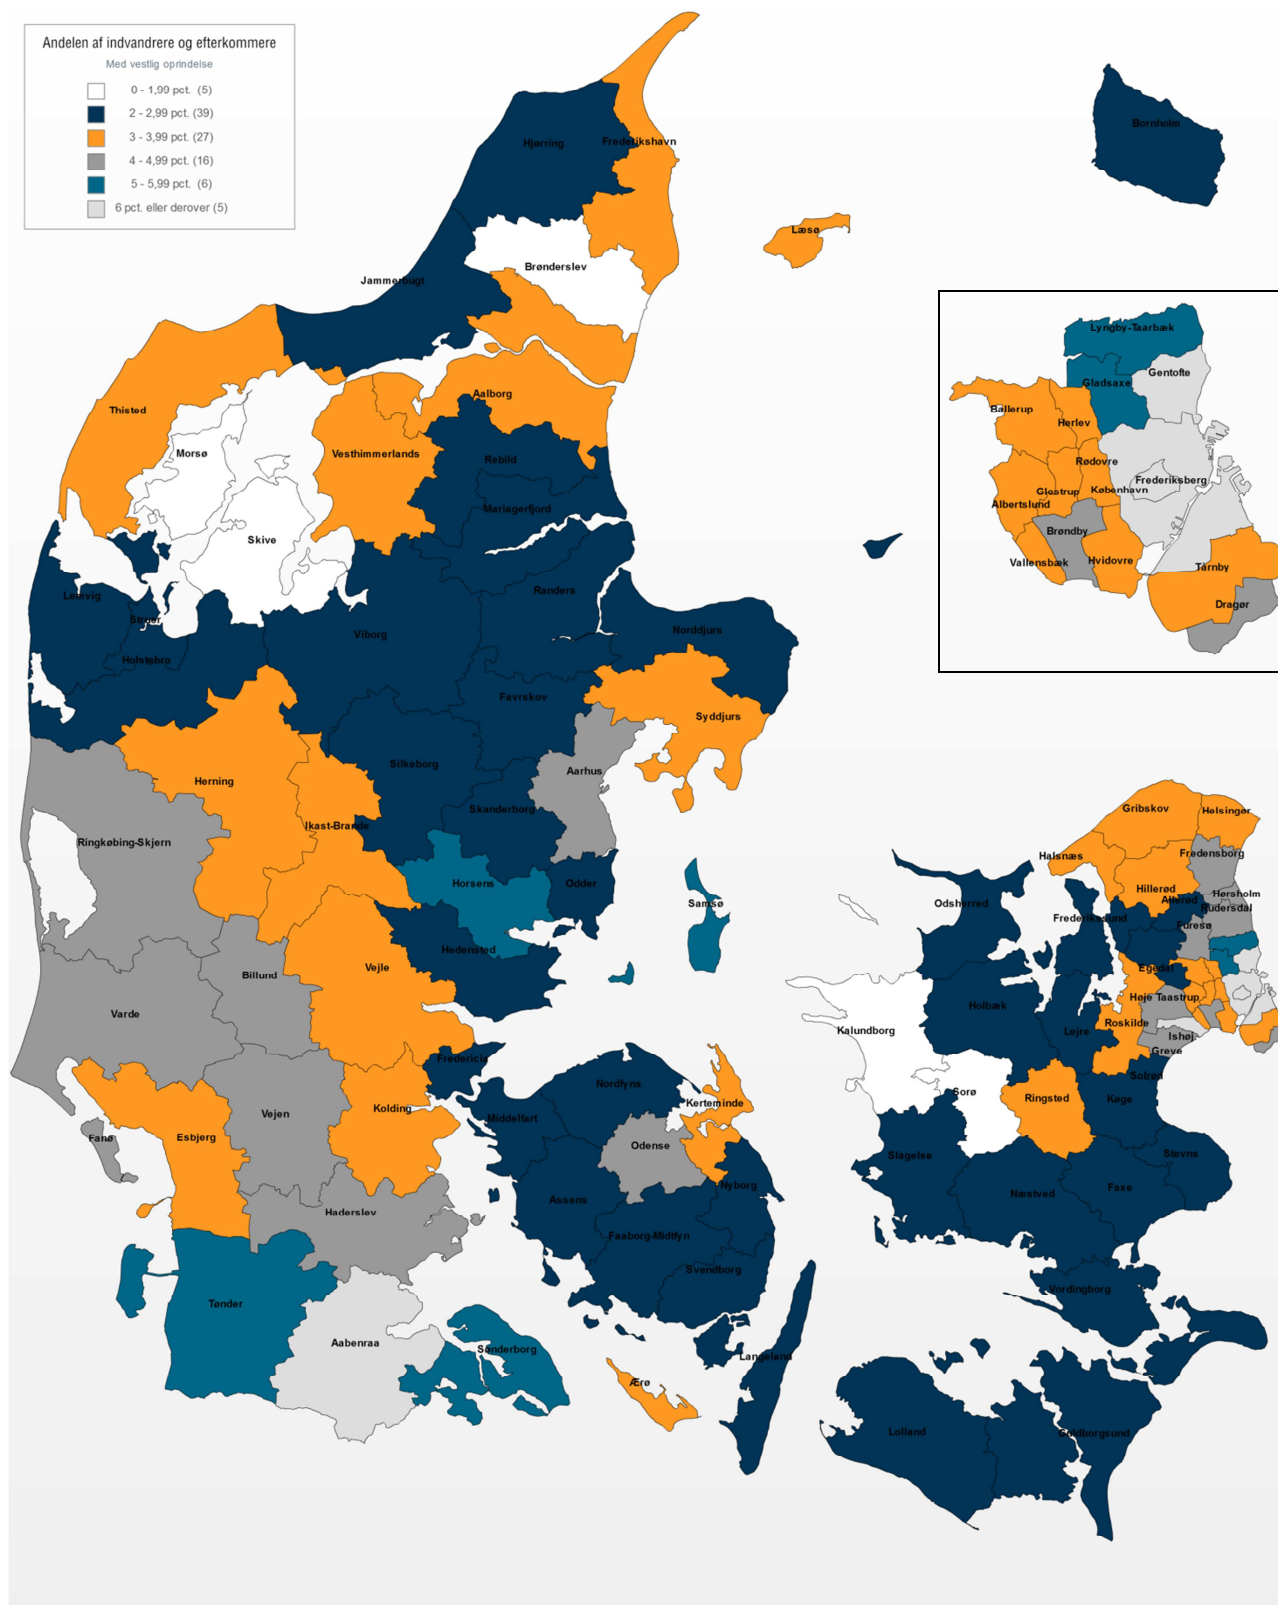 Andelen af indvandrere og efterkommere
Med vestlig oprindelse
0 - 1,99 pct. (5)
2 - 2,99 pct. (39)
3 - 3,99 pct. (27)
4 - 4,99 pct. (16)
5 - 5,99 pct. (6)
6 pct. eller derover (5)
Bornholm
Hjørring
Frederikshavn
Læsø
Brønderslev
Jammerbugt
Lyngby-Taarbæk
Gentofte
Gladsaxe
Ballerup
Herlev
Rødovre
Frederiksberg
Glostrup
København
Albertslund
Brøndby
Vallensbæk
Hvidovre
Tårnby
Dragør
Aalborg
Thisted
Morsø
Vesthimmerlands
Rebild
Mariagerfjord
Skive
Lemvig
Struer
Randers
Viborg
Norddjurs
Holstebro
Favrskov
Syddjurs
Silkeborg
Aarhus
Herning
Skanderborg
Ikast-Brande
Ringkøbing-Skjern
Horsens
Odder
Samsø
Hedensted
Billund
Vejle
Varde
Fredericia
Vejen
Kolding
Esbjerg
Fanø
Haderslev
Tønder
Aabenraa
Sønderborg
Nordfyns
Kerteminde
Middelfart
Odense
Nyborg
Assens
Faaborg-Midtfyn
Svendborg
Langeland
Ærø
Gribskov
Helsingør
Halsnæs
Fredensborg
Hillerød
Hørsholm
Allerød
Rudersdal
Odsherred
Frederikssund
Furesø
Egedal
Holbæk
Høje Taastrup
Roskilde
Kalundborg
Lejre
Ishøj
Greve
Solrød
Sorø
Ringsted
Køge
Slagelse
Stevns
Næstved
Faxe
Vordingborg
Lolland
Guldborgsund